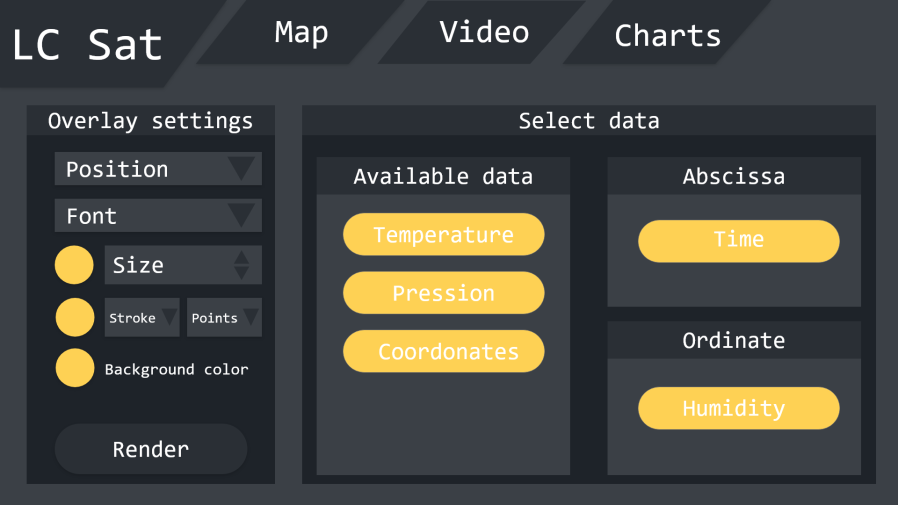 LC Sat
Map
Video
Charts
Overlay settings
Position
Font
Size
Stroke
Points
Background color
Render
Select data
Available data
Temperature
Pression
Coordonates
Abscissa
Time
Ordinate
Humidity